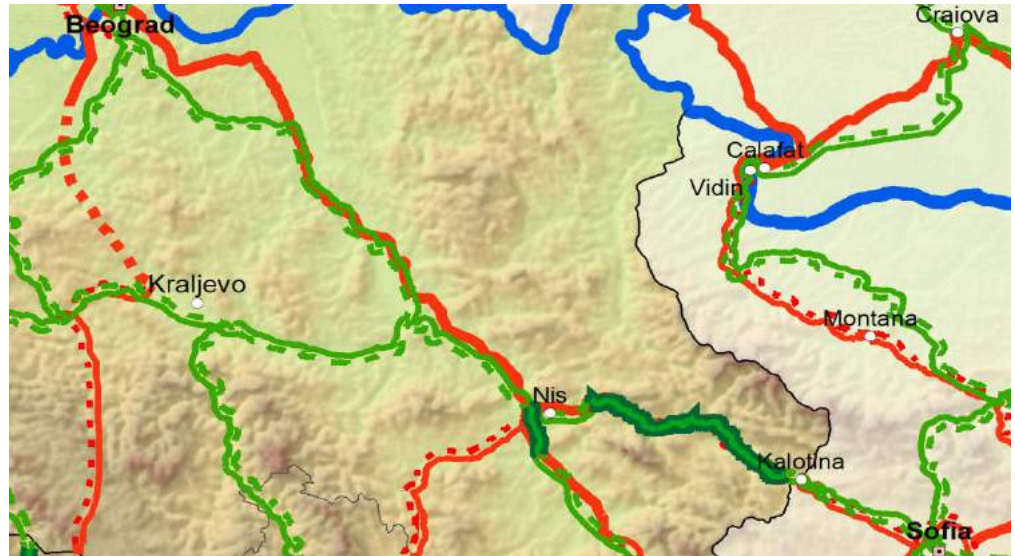 Beograd
Craiova
Calafat
Vidin
Kraljevo
Montana
Nis
Kalotina
Sofia